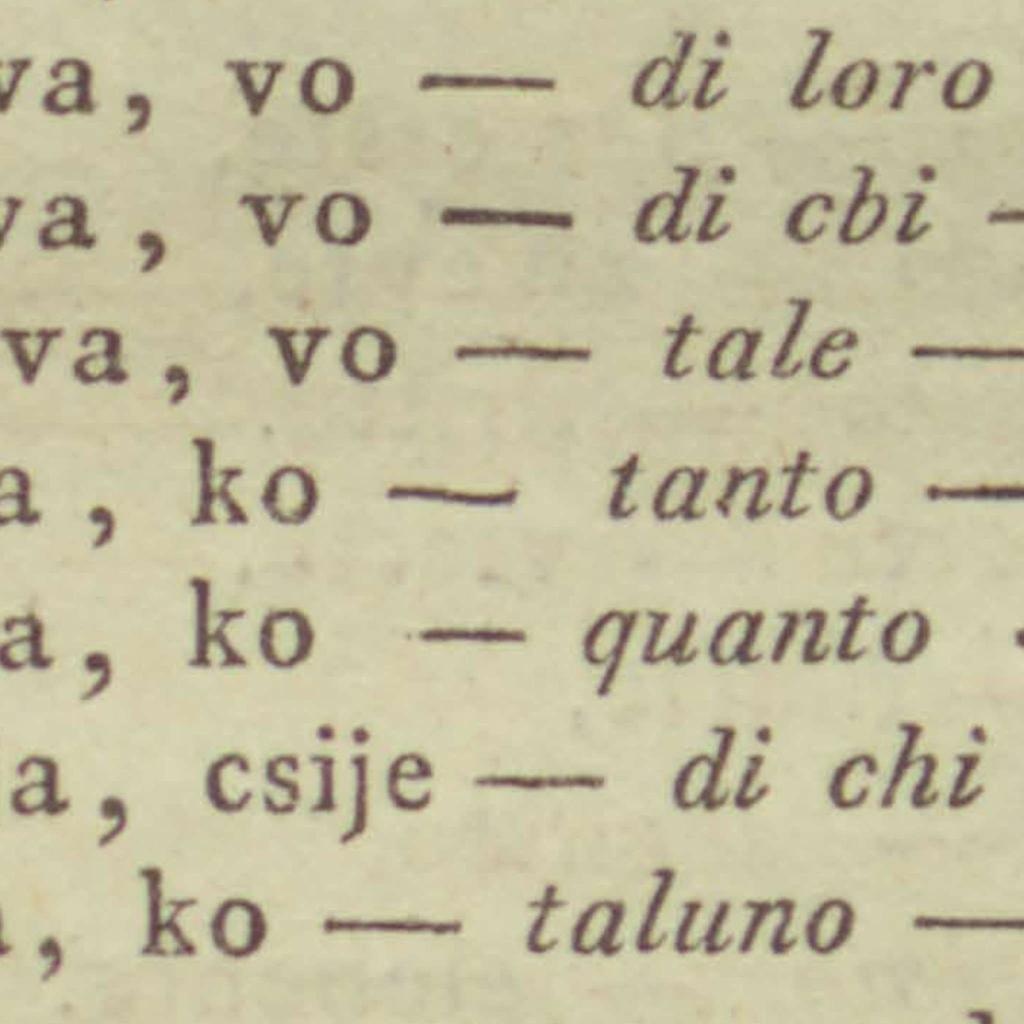 va, vo — di loro
va, vo — di cbi —
va, vo — tale —
a, ko — tanto —
a, ko — quanto
a, csije — di chi
, ko — taluno —